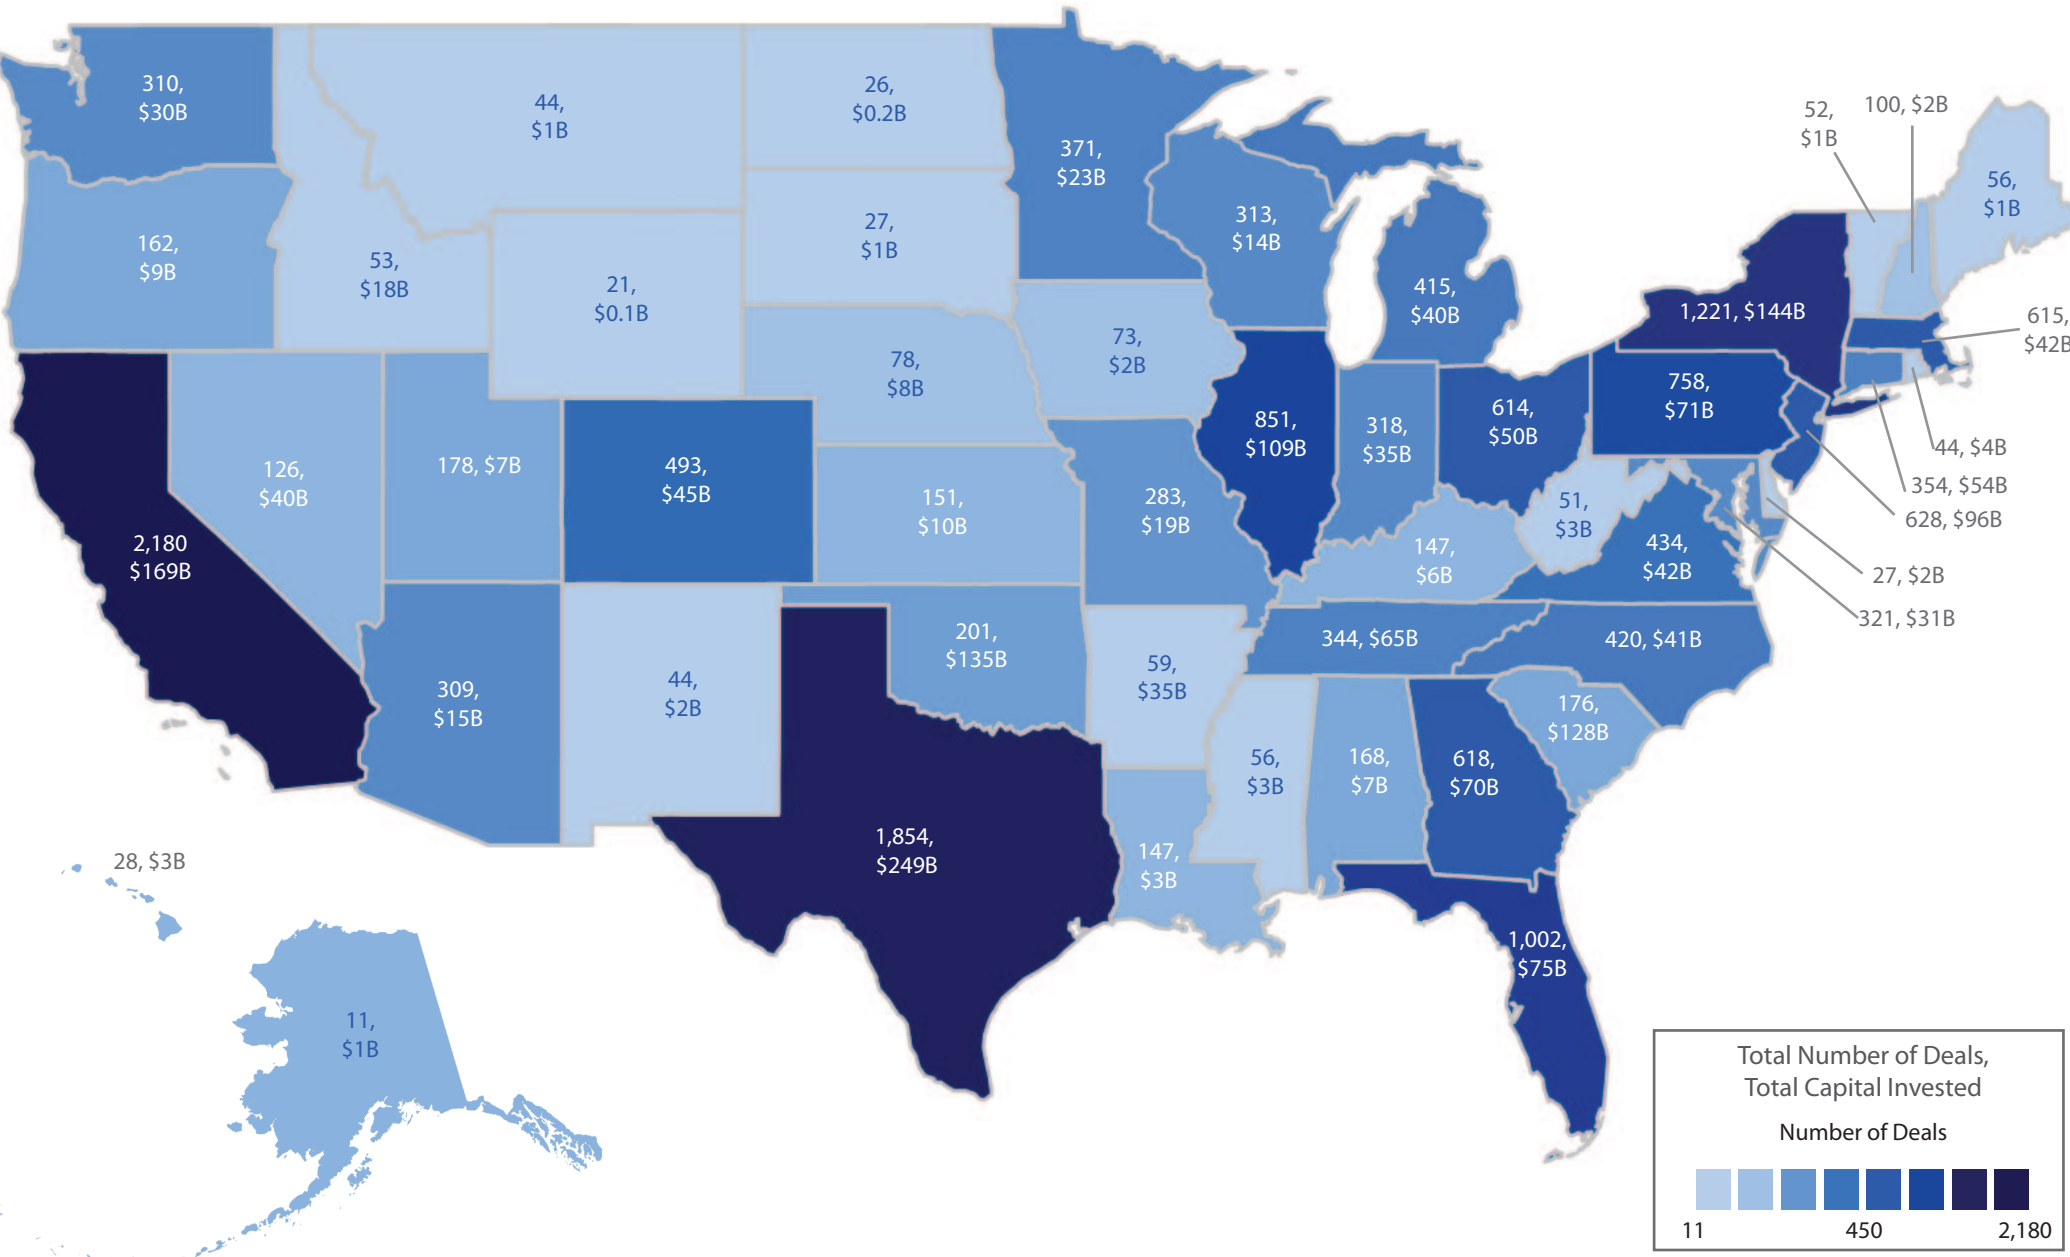 310,
$30B
44,
$1B
26,
$0.2B
371,
$23B
52,
$1B
100, $2B
56,
$1B
162,
$9B
53,
$18B
21,
$0.1B
27,
$1B
313,
$14B
415,
$40B
1,221, $144B
615,
$42B
73,
$2B
78,
$8B
758,
$71B
851,
$109B
318,
$35B
614,
$50B
44, $4B
354, $54B
628, $96B
126,
$40B
178, $7B
493,
$45B
151,
$10B
283,
$19B
51,
$3B
2,180
$169B
147,
$6B
434,
$42B
27, $2B
321, $31B
201,
$135B
344, $65B
420, $41B
309,
$15B
44,
$2B
59,
$35B
176,
$128B
56,
$3B
168,
$7B
618,
$70B
1,854,
$249B
147,
$3B
28, $3B
1,002,
$75B
11,
$1B
Total Number of Deals,
Total Capital Invested
Number of Deals
11 450 2,180